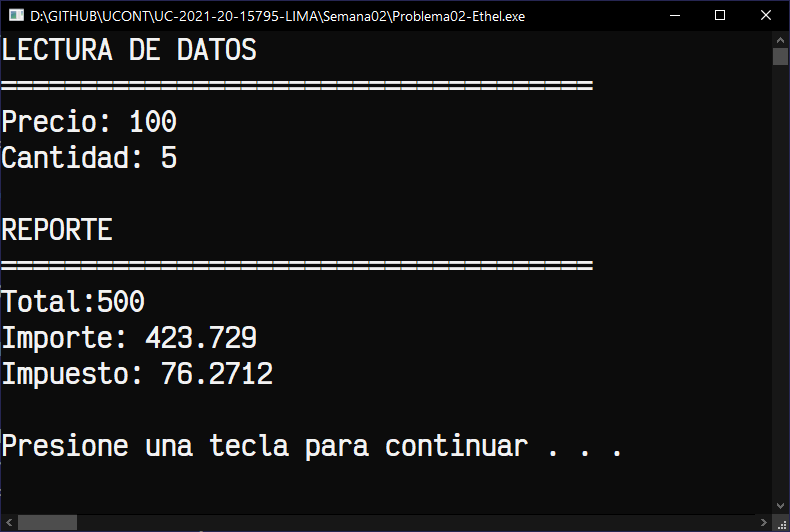 D:\GITHUB\UCONT\UC-2021-20-15795-LIMA\Semana02\Problema02-Ethel.exe
LECTURA DE DATOS
=====================================
Precio: 100
Cantidad: 5
REPORTE
=====================================
Total:500
Importe: 423.729
Impuesto: 76.2712
Presione una tecla para continuar . . .